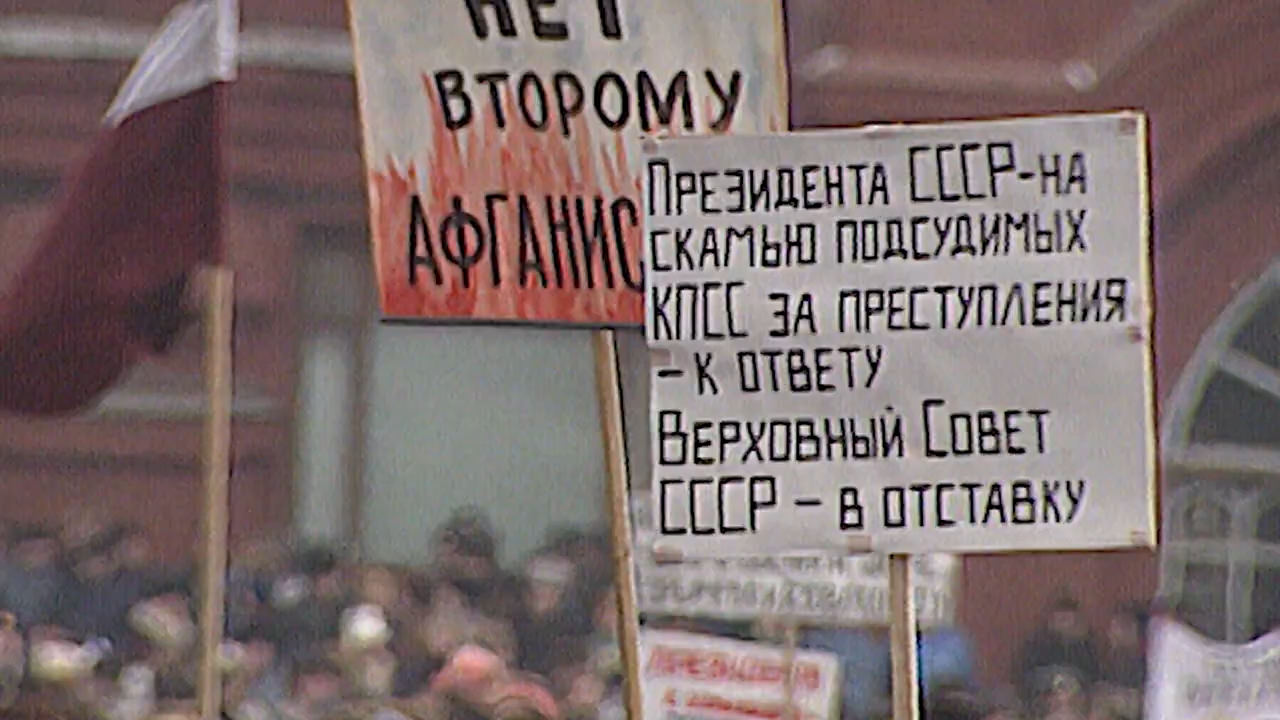 НЕТ
ВТОРОМУ
АФГАНИС
ПРЕЗИДЕНТА СССР-НА
СКАМЬЮ ПОДСУДИМЫХ
КПСС ЗА ПРЕСТУПЛЕНИЯ
- К ОТВЕТУ
ВЕРХОВНЫЙ СОВЕТ
СССР - В ОТСТАВКУ